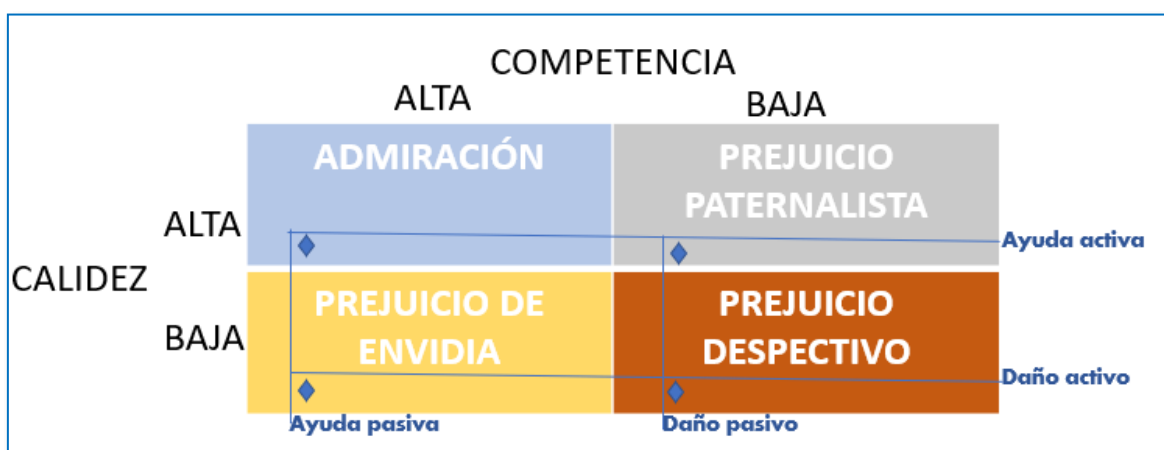 COMPETENCIA
ALTA
BAJA
ADMIRACIÓN
PREJUICIO
PATERNALISTA
ALTA
Ayuda activa
CALIDEZ
PREJUICIO DE
ENVIDIA
PREJUICIO
DESPECTIVO
BAJA
Daño activo
Ayuda pasiva
Daño pasivo